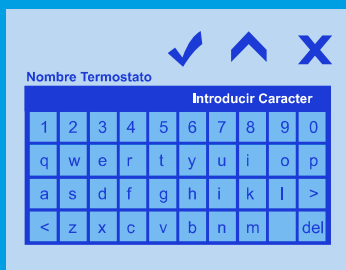 Nombre Termostato
Introducir Caracter
1 2 3 4 5 6 7 8 9 0
q w e r t y u i o p
a s d f g h i k l >
< z x c v b n m del